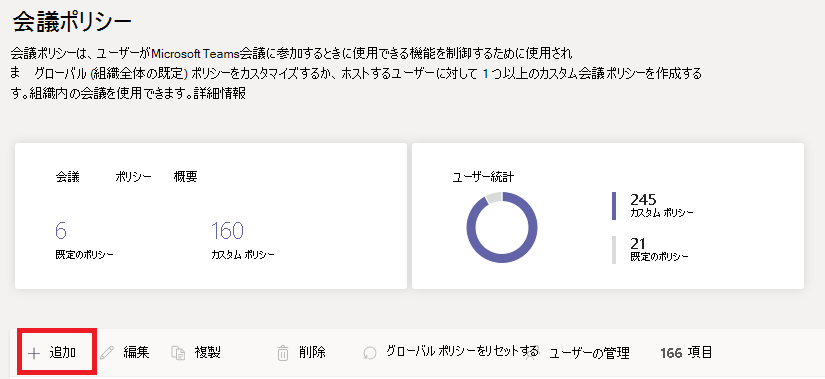 会議ポリシー
会議ポリシーは、ユーザーがMicrosoft Teams会議に参加するときに使用できる機能を制御するために使用され
ま グローバル (組織全体の既定) ポリシーをカスタマイズするか、ホストするユーザーに対して 1 つ以上のカスタム会議ポリシーを作成する
す。組織内の会議を使用できます。詳細情報
会議 ポリシー 概要
6
既定のポリシー
160
カスタム ポリシー
ユーザー統計
245
カスタム ポリシー
21
既定のポリシー
追加 編集 複製 削除 グローバル ポリシーをリセットする ユーザーの管理 166 項目